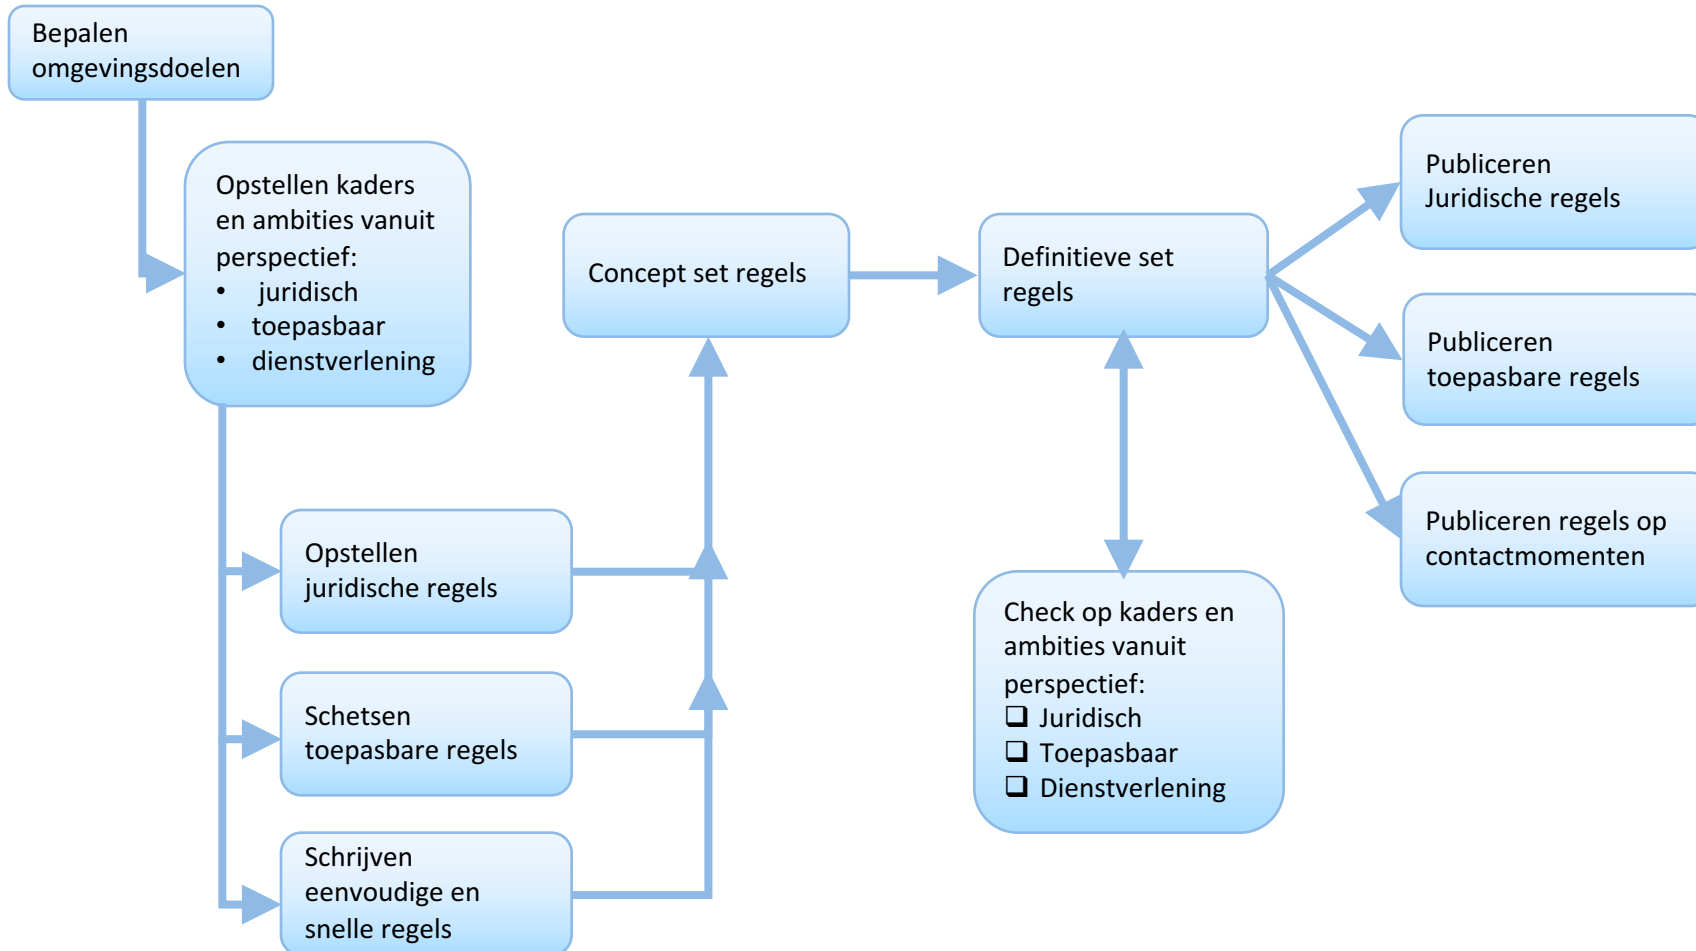 Bepalen
omgevingsdoelen
Opstellen kaders
en ambities vanuit
perspectief:
• juridisch
• toepasbaar
• dienstverlening
Opstellen
juridische regels
Schetsen
toepasbare regels
Schrijven
eenvoudige en
snelle regels
Concept set regels
Definitieve set
regels
Check op kaders en
ambities vanuit
perspectief:
❑ Juridisch
❑ Toepasbaar
❑ Dienstverlening
Publiceren
Juridische regels
Publiceren
toepasbare regels
Publiceren regels op
contactmomenten